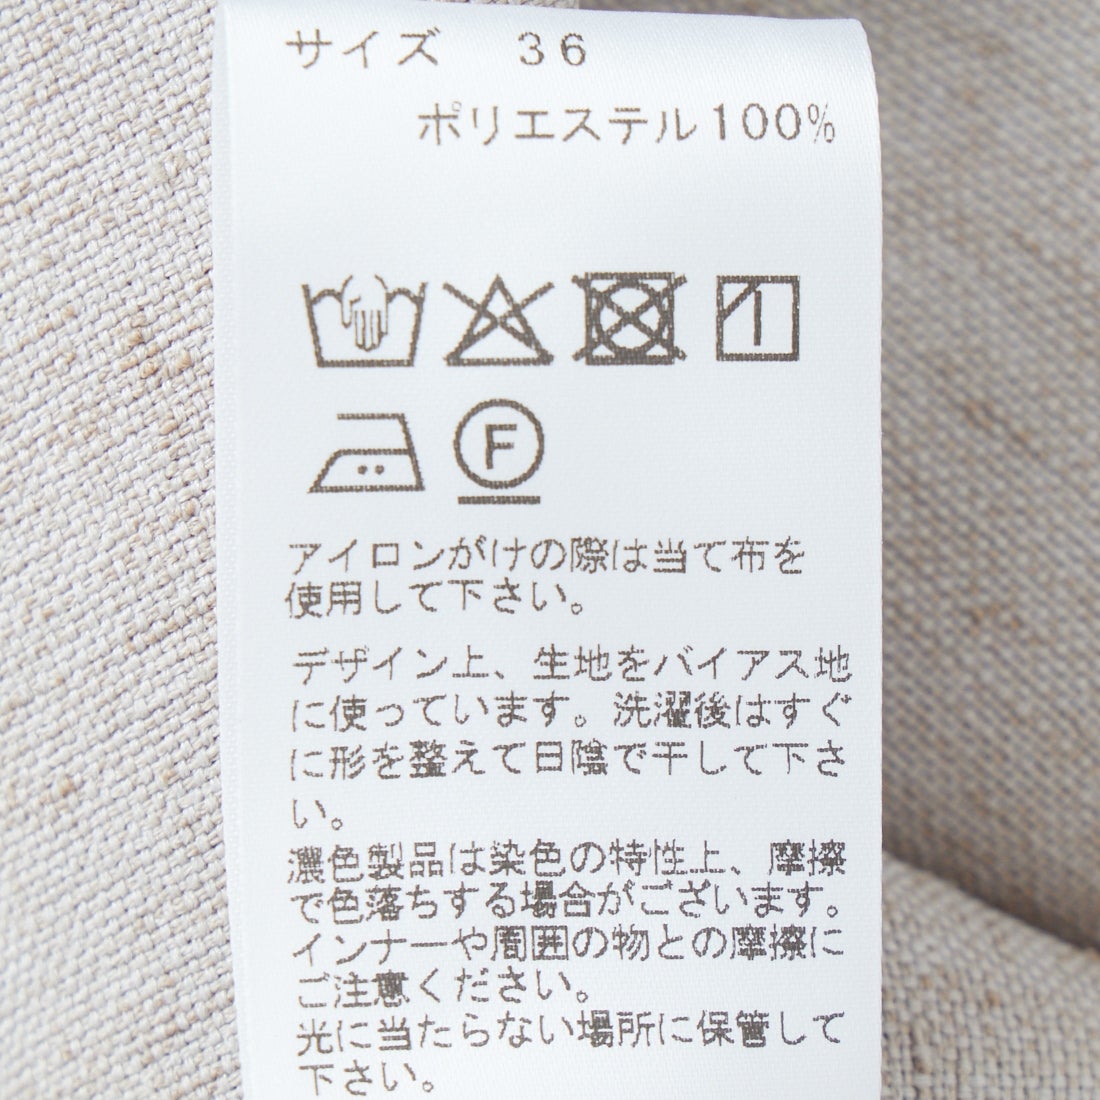 サイズ 36
ポリエステル100%
F
アイロンがけの際は当て布を
使用して下さい。
デザイン上、生地をバイアス地
に使っています。洗濯後はすぐ
に形を整えて日陰で干して下さ
い。
濃色製品は染色の特性上、摩擦
で色落ちする場合がございます。
インナーや周囲の物との摩擦に
ご注意ください。
光に当たらない場所に保管して
下さい。